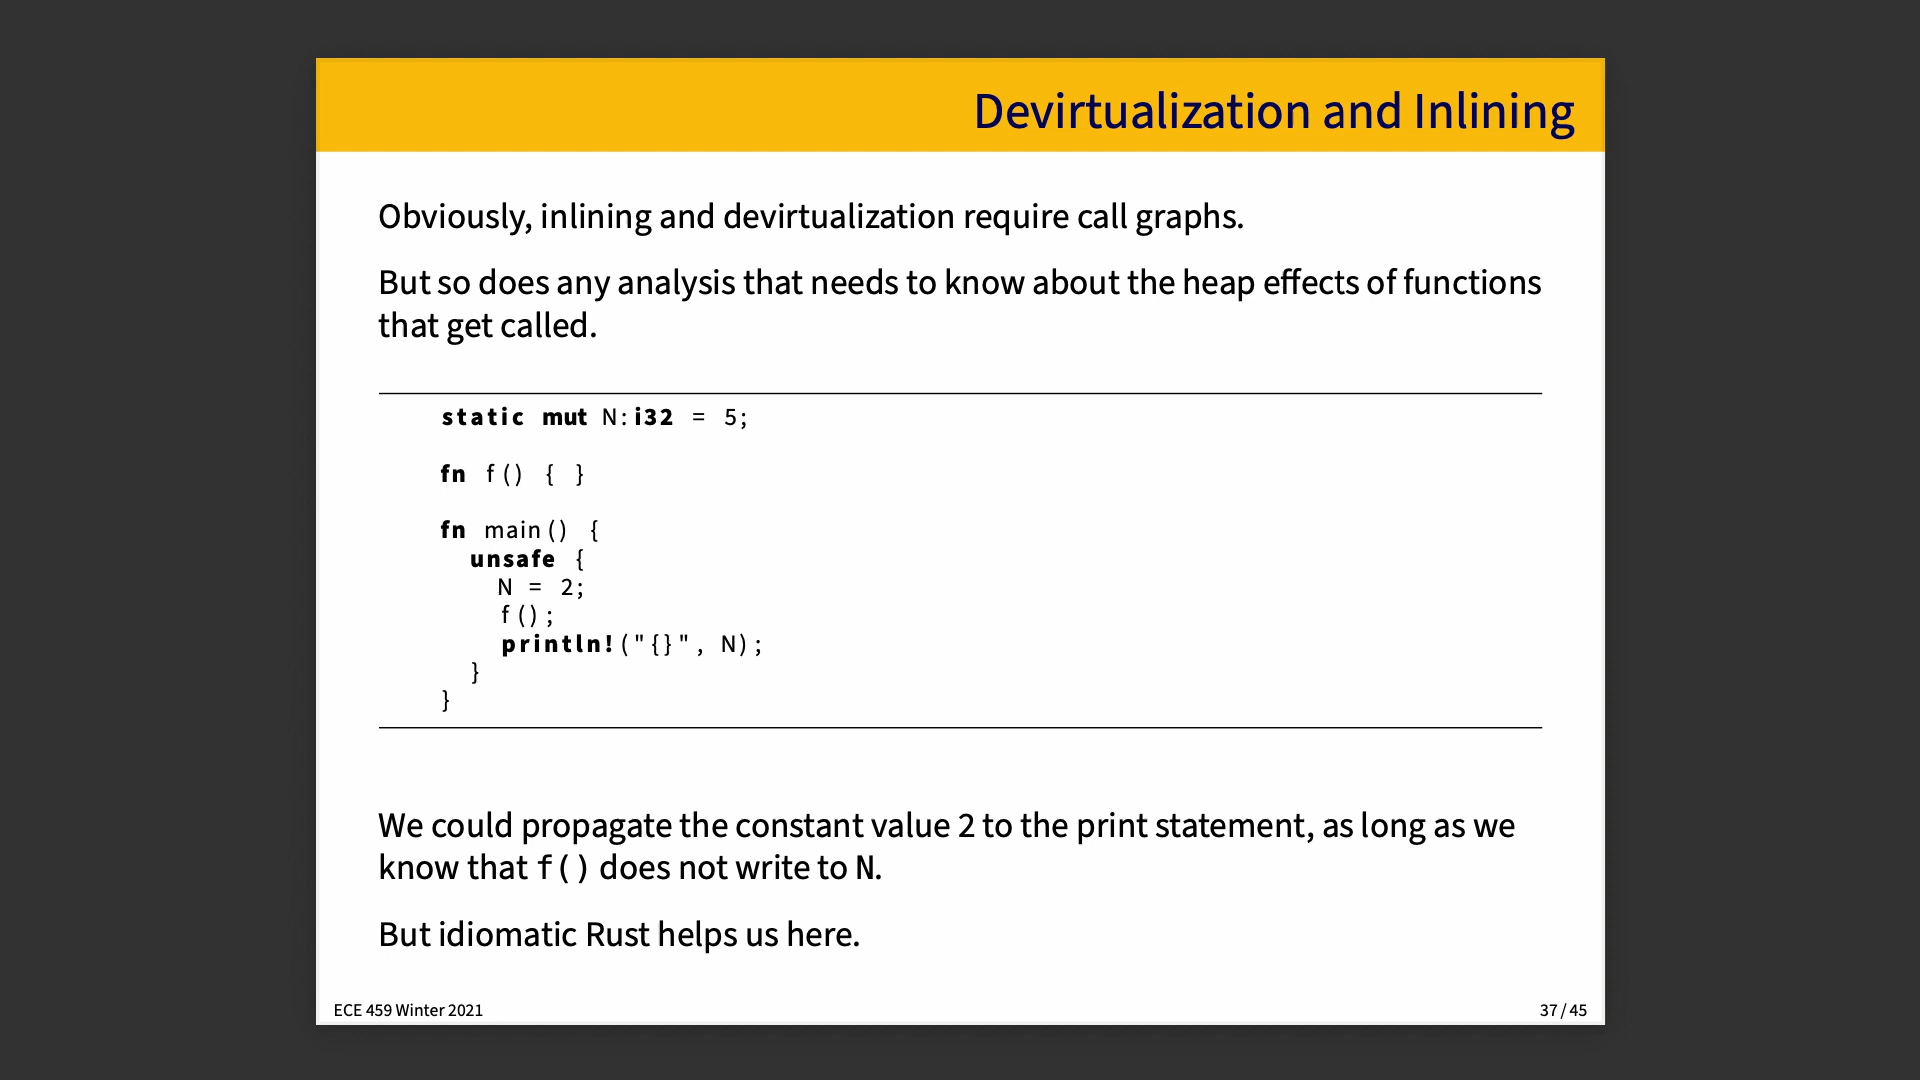 Devirtualization and Inlining
Obviously, inlining and devirtualization require call graphs.
But so does any analysis that needs to know about the heap effects of functions
that get called.
static mut N:i32 = 5;
fn f() { }
fn main() {
unsafe {
N = 2;
f();
println!("{}", N);
}
}
We could propagate the constant value 2 to the print statement, as long as we
know that f() does not write to N.
But idiomatic Rust helps us here.
ECE 459 Winter 2021
37 / 45